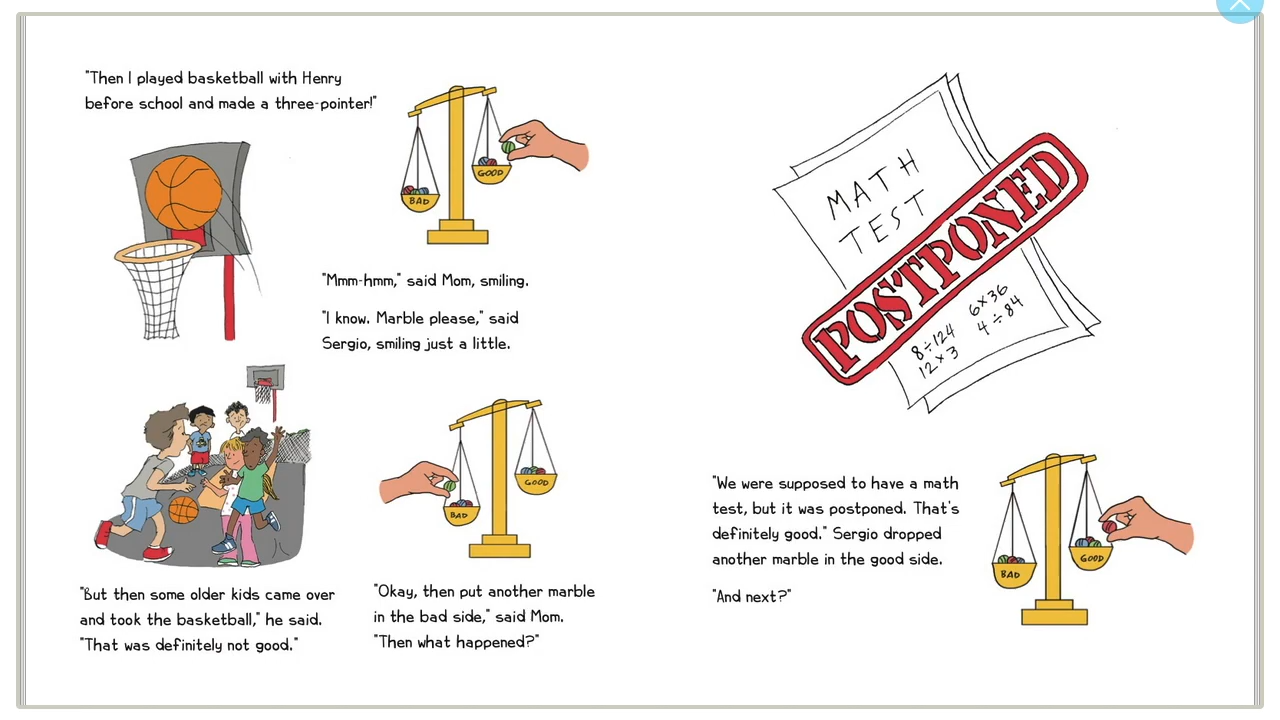 "Then I played basketball with Henry
before school and made a three-pointer!"
BAD
GOOD
"Mmm-hmm," said Mom, smiling.
"I know. Marble please," said
Sergio, smiling just a little.
"But then some older kids came over
and took the basketball," he said.
"That was definitely not good."
BAD
GOOD
"Okay, then put another marble
in the bad side," said Mom.
"Then what happened?"
MATH
TEST
POSTPONED
8÷124
12×3
6×36
4÷84
"We were supposed to have a math
test, but it was postponed. That's
definitely good." Sergio dropped
another marble in the good side.
"And next?"
BAD
GOOD